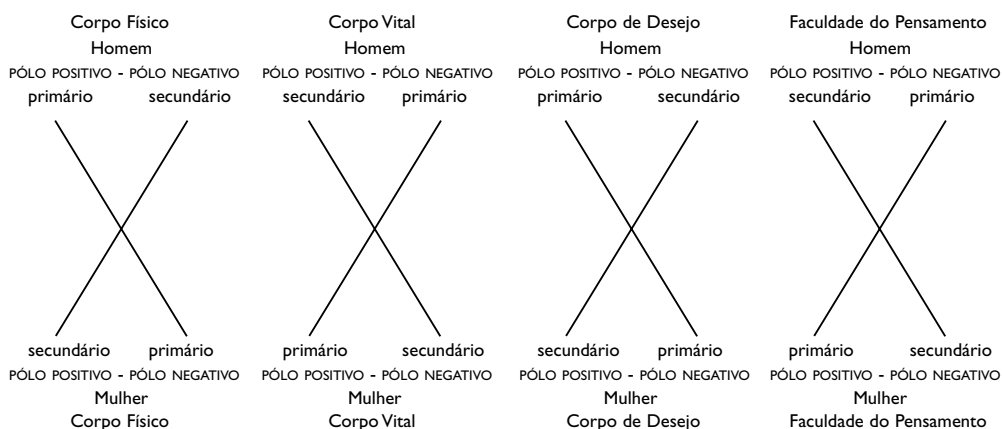 Corpo Físico Corpo Vital Corpo de Desejo Faculdade do Pensamento
Homem Homem Homem Homem
PÓLO POSITIVO - PÓLO NEGATIVO PÓLO POSITIVO - PÓLO NEGATIVO PÓLO POSITIVO - PÓLO NEGATIVO PÓLO POSITIVO - PÓLO NEGATIVO
primário secundário secundário primário primário secundário secundário primário
secundário primário primário secundário secundário primário primário secundário
PÓLO POSITIVO - PÓLO NEGATIVO PÓLO POSITIVO - PÓLO NEGATIVO PÓLO POSITIVO - PÓLO NEGATIVO PÓLO POSITIVO - PÓLO NEGATIVO
Mulher Mulher Mulher Mulher
Corpo Físico Corpo Vital Corpo de Desejo Faculdade do Pensamento